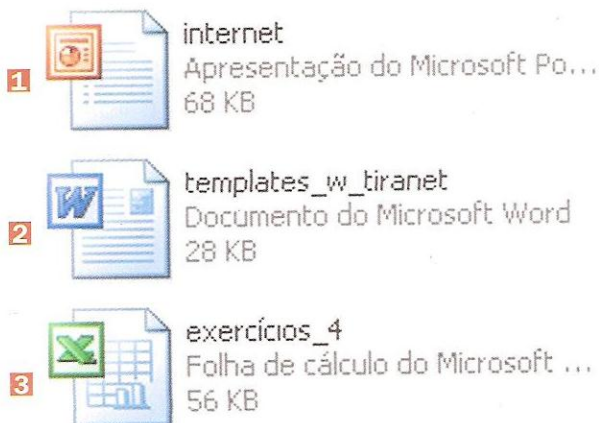 internet
Apresentação do Microsoft Po...
1
68 KB
templates_w_tiranet
Documento do Microsoft Word
2
28 KB
exercícios_4
Folha de cálculo do Microsoft ...
3
56 KB